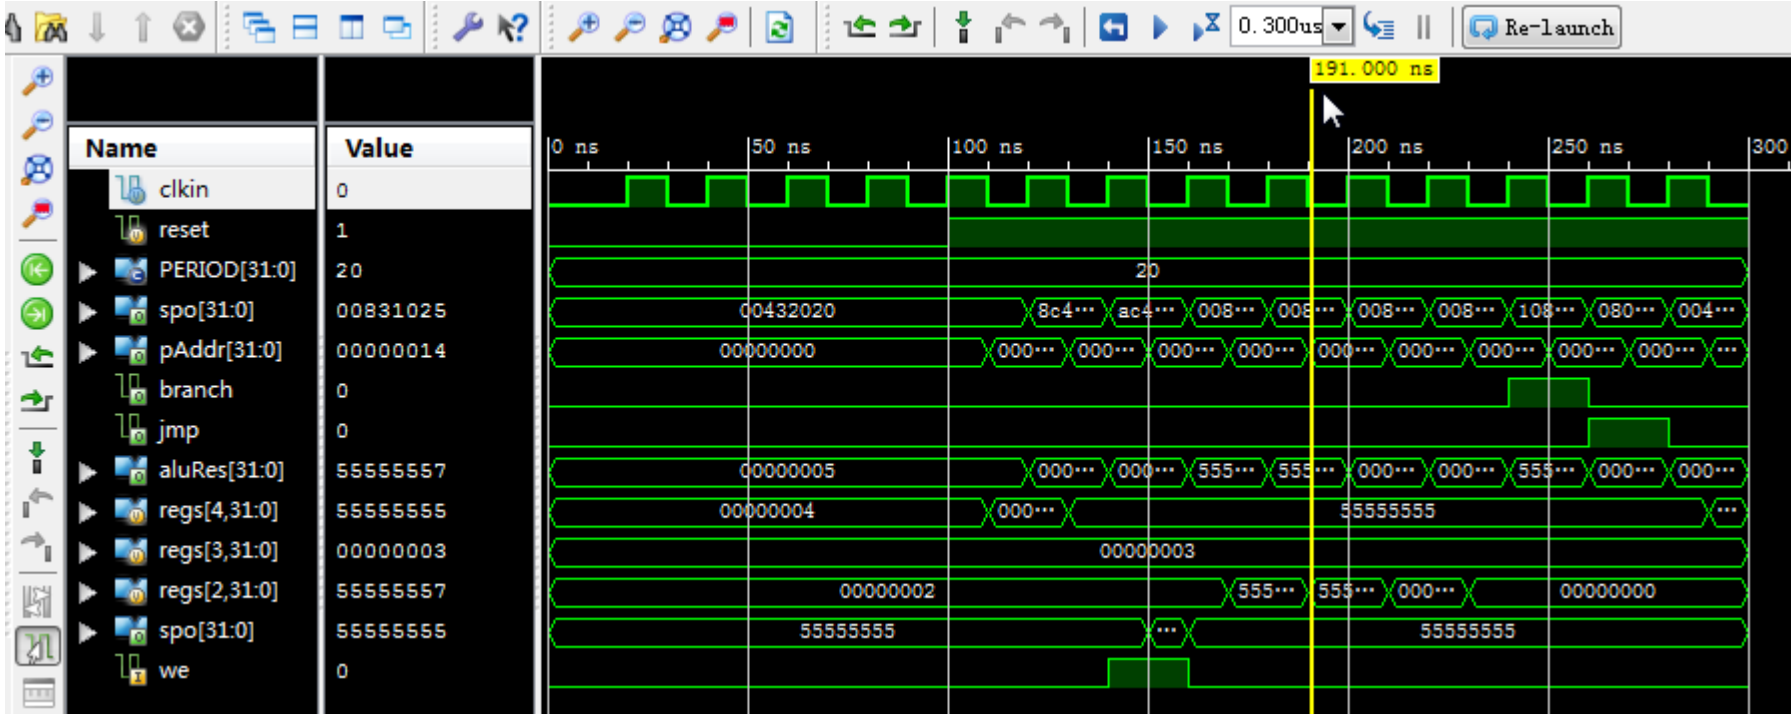 0.300us Re-launch
191.000 ns
Name Value 0 ns 50 ns 100 ns 150 ns 200 ns 250 ns 300
clkin 0
reset 1
PERIOD[31:0] 20 20
spo[31:0] 00831025 00432020 8c4··· ac4··· 008··· 008··· 008··· 008··· 108··· 080··· 004···
pAddr[31:0] 00000014 00000000 000··· 000··· 000··· 000··· 000··· 000··· 000··· 000··· 000··· ···
branch 0
jmp 0
aluRes[31:0] 55555557 00000005 000··· 000··· 555··· 555··· 000··· 000··· 555··· 000··· 000···
regs[4,31:0] 55555555 00000004 000··· 55555555 ···
regs[3,31:0] 00000003 00000003
regs[2,31:0] 55555557 00000002 555··· 555··· 000··· 00000000
spo[31:0] 55555555 55555555 ··· 55555555
we 0